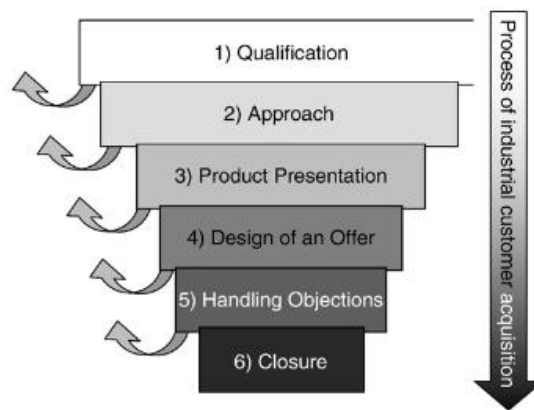 1) Qualification
2) Approach
3) Product Presentation
4) Design of an Offer
5) Handling Objections
6) Closure
Process of industrial customer acquisition